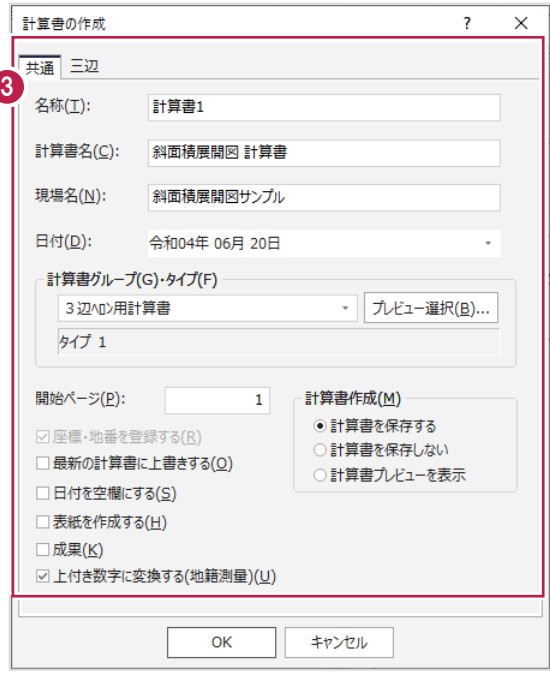 計算書の作成 ? ×
3
共通 三辺
名称(T): 計算書1
計算書名(C): 斜面積展開図 計算書
現場名(N): 斜面積展開図サンプル
日付(D): 令和04年 06月 20日
計算書グループ(G)・タイプ(F)
3辺ヘロン用計算書 プレビュー選択(B)...
タイプ 1
開始ページ(P): 1
計算書作成(M)
計算書を保存する
計算書を保存しない
計算書プレビューを表示
座標・地番を登録する(R)
最新の計算書に上書きする(O)
日付を空欄にする(S)
表紙を作成する(H)
成果(K)
上付き数字に変換する(地籍測量)(U)
OK キャンセル